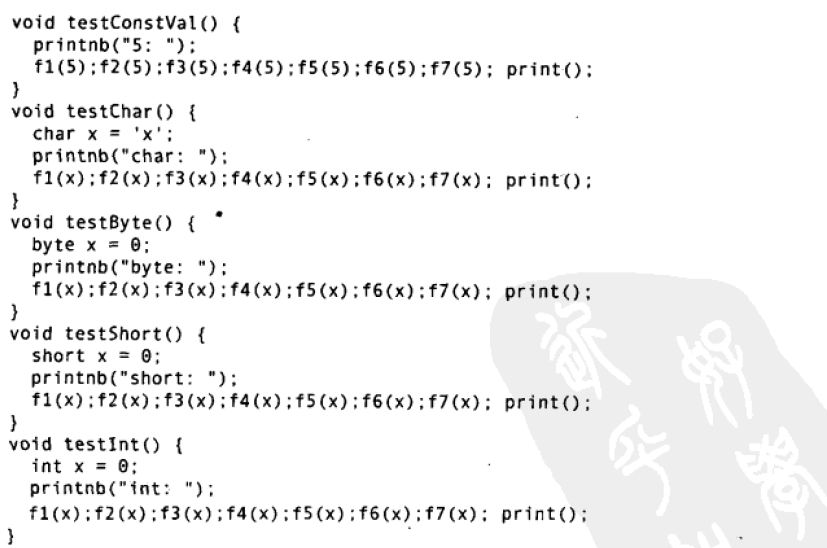 void testConstVal() {
  printnb("5: ");
  f1(5);f2(5);f3(5);f4(5);f5(5);f6(5);f7(5); print();
}
void testChar() {
  char x = 'x';
  printnb("char: ");
  f1(x);f2(x);f3(x);f4(x);f5(x);f6(x);f7(x); print();
}
void testByte() {
  byte x = 0;
  printnb("byte: ");
  f1(x);f2(x);f3(x);f4(x);f5(x);f6(x);f7(x); print();
}
void testShort() {
  short x = 0;
  printnb("short: ");
  f1(x);f2(x);f3(x);f4(x);f5(x);f6(x);f7(x); print();
}
void testInt() {
  int x = 0;
  printnb("int: ");
  f1(x);f2(x);f3(x);f4(x);f5(x);f6(x);f7(x); print();
}